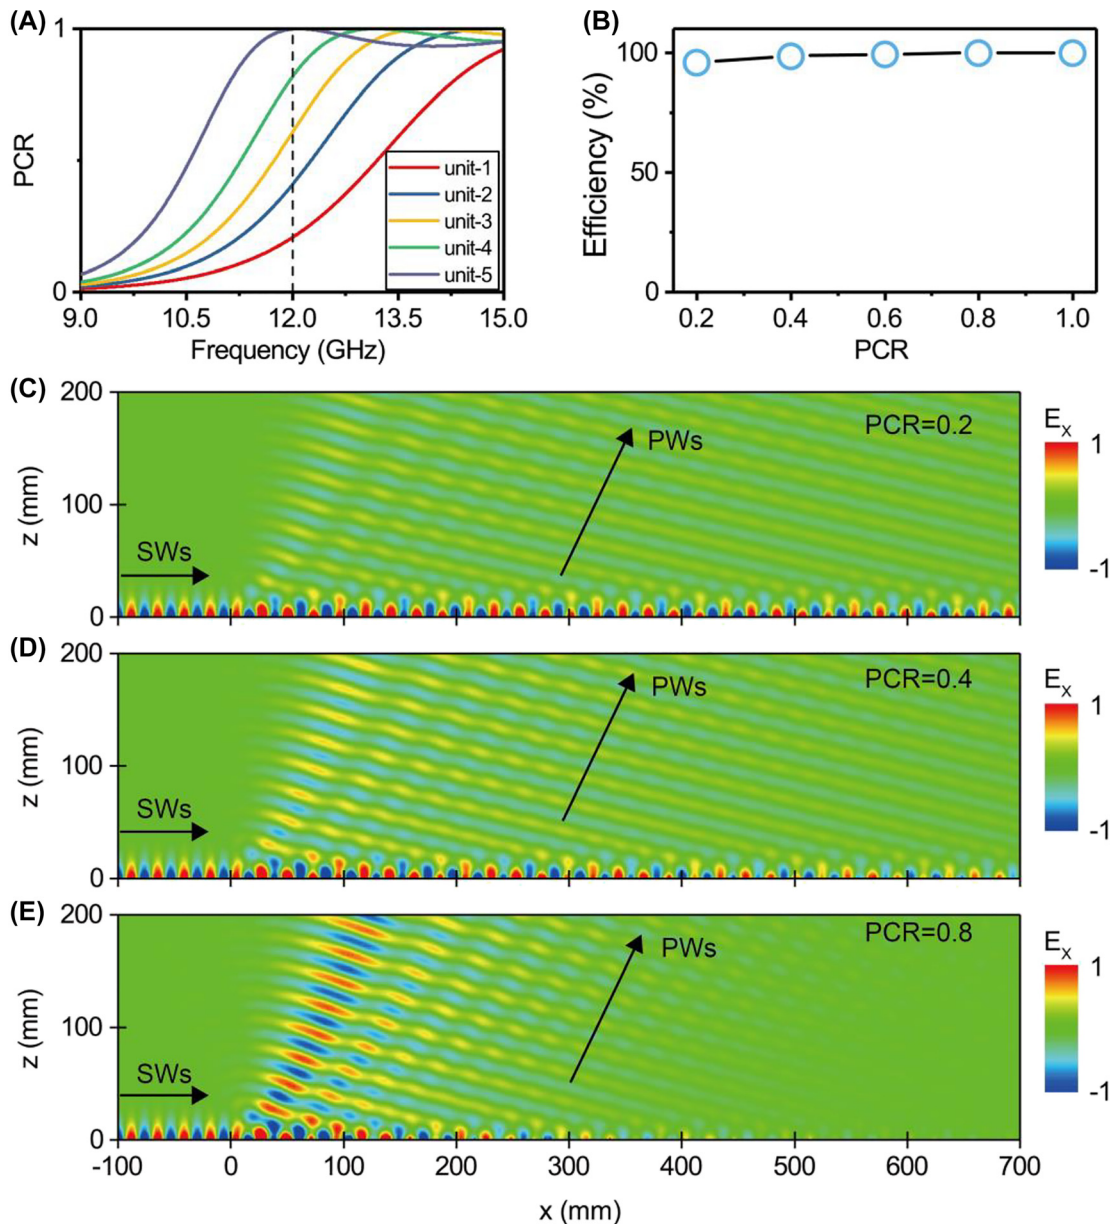 (A)
1
PCR
0
unit-1
unit-2
unit-3
unit-4
unit-5
9.0 10.5 12.0 13.5 15.0
Frequency (GHz)
(B)
100
50
0
Efficiency (%)
0.2 0.4 0.6 0.8 1.0
PCR
(C)
200
100
0
z (mm)
SWs
PWs
PCR=0.2
Ex
1
-1
(D)
200
100
0
z (mm)
SWs
PWs
PCR=0.4
Ex
1
-1
(E)
200
100
0
z (mm)
SWs
PWs
PCR=0.8
Ex
1
-1
-100 0 100 200 300 400 500 600 700
x (mm)